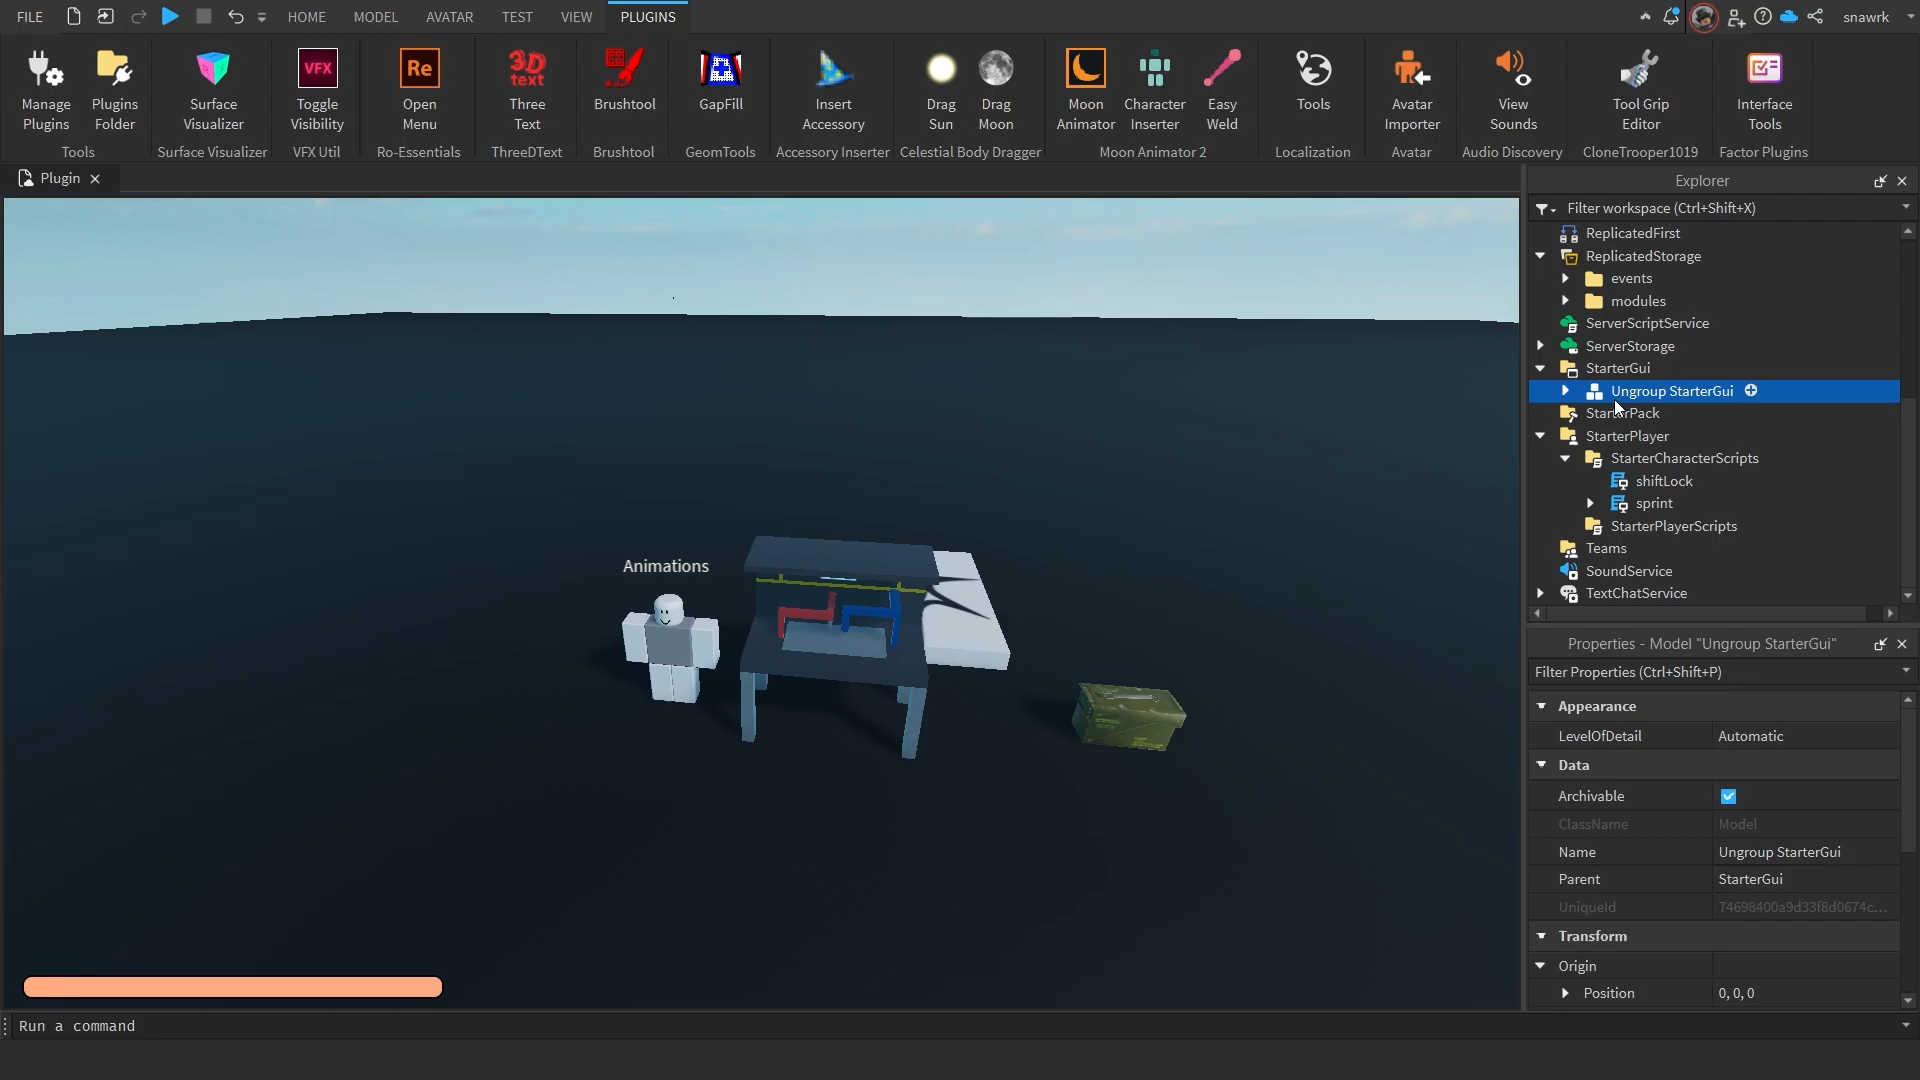 FILE HOME MODEL AVATAR TEST VIEW PLUGINS snawrk
Manage Plugins
Plugins Folder
Tools
Surface Visualizer
Surface Visualizer
VFX
Toggle Visibility
VFX Util
Re
Open Menu
Ro-Essentials
3D text
Three Text
ThreeDText
Brushtool
Brushtool
GapFill
GeomTools
Insert Accessory
Accessory Inserter
Drag Sun
Drag Moon
Celestial Body Dragger
Moon Animator
Character Inserter
Easy Weld
Moon Animator 2
Tools
Localization
Avatar Importer
Avatar
View Sounds
Audio Discovery
Tool Grip Editor
CloneTrooper1019
Interface Tools
Factor Plugins
Plugin
Animations
Explorer
Filter workspace (Ctrl+Shift+X)
ReplicatedFirst
ReplicatedStorage
events
modules
ServerScriptService
ServerStorage
StarterGui
Ungroup StarterGui
StarterPack
StarterPlayer
StarterCharacterScripts
shiftLock
sprint
StarterPlayerScripts
Teams
SoundService
TextChatService
Properties - Model "Ungroup StarterGui"
Filter Properties (Ctrl+Shift+P)
Appearance
LevelOfDetail Automatic
Data
Archivable
ClassName Model
Name Ungroup StarterGui
Parent StarterGui
UniqueId 74698400a9d33f8d0674c...
Transform
Origin
Position 0, 0, 0
Run a command